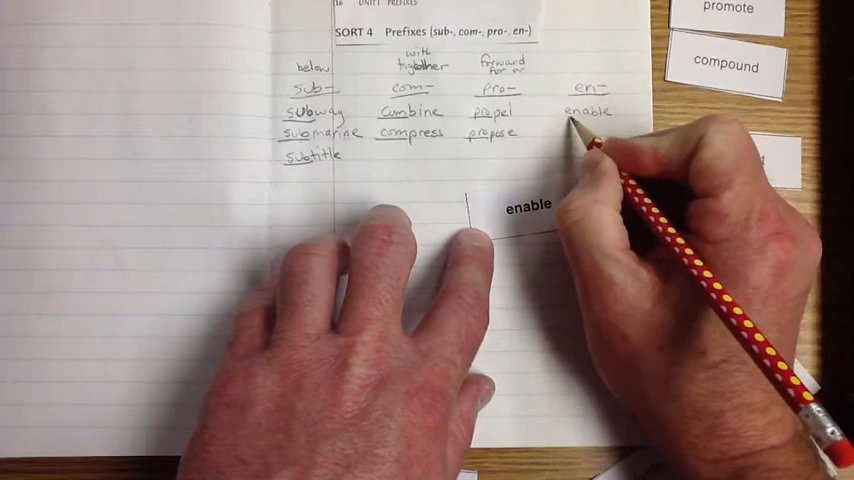 16 UNIT I PREFIXES
SORT 4 Prefixes (sub-, com-, pro-, en-)
below with together forward for or
sub- com- pro- en-
subway combine propel enable
submarine compress propose
subtitle
enable
promote
compound